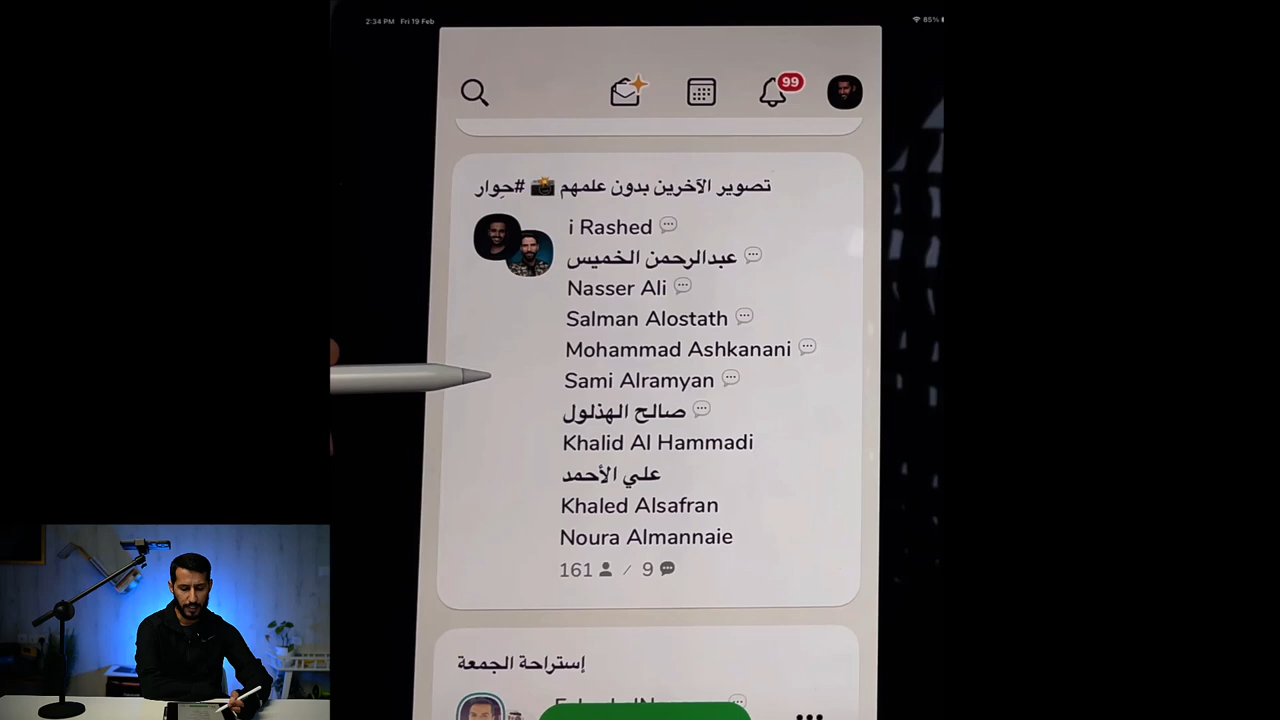 2:34 PM Fri 19 Feb
85%
99
تصوير الآخرين بدون علمهم 📸 #حِوار
i Rashed 💬
عبدالرحمن الخميس 💬
Nasser Ali 💬
Salman Alostath 💬
Mohammad Ashkanani 💬
Sami Alramyan 💬
صالح الهذلول 💬
Khalid Al Hammadi
علي الأحمد
Khaled Alsafran
Noura Almannaie
161 / 9
إستراحة الجمعة